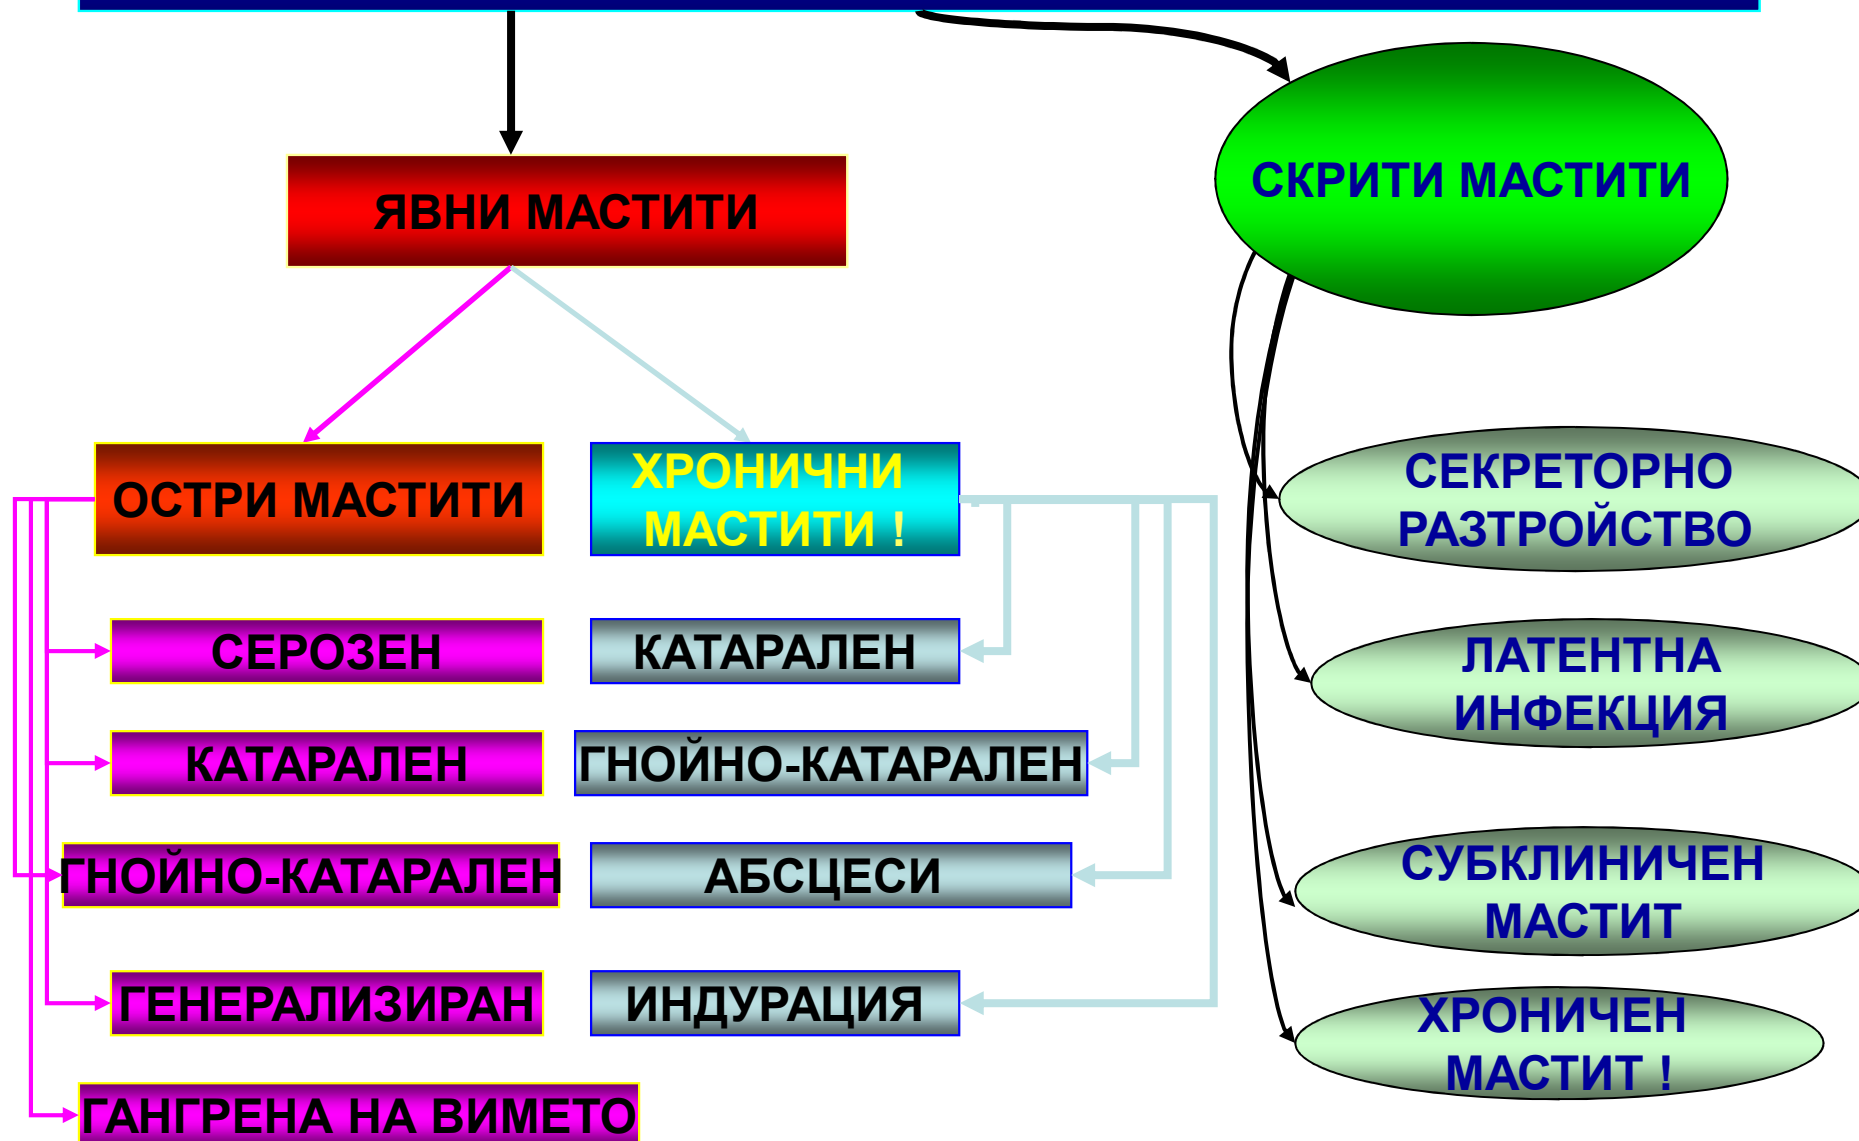 ЯВНИ МАСТИТИ
СКРИТИ МАСТИТИ
ОСТРИ МАСТИТИ
ХРОНИЧНИ
МАСТИТИ !
СЕКРЕТОРНО
РАЗТРОЙСТВО
СЕРОЗЕН
КАТАРАЛЕН
ЛАТЕНТНА
ИНФЕКЦИЯ
КАТАРАЛЕН
ГНОЙНО-КАТАРАЛЕН
ГНОЙНО-КАТАРАЛЕН
АБСЦЕСИ
СУБКЛИНИЧЕН
МАСТИТ
ГЕНЕРАЛИЗИРАН
ИНДУРАЦИЯ
ХРОНИЧЕН
МАСТИТ !
ГАНГРЕНА НА ВИМЕТО